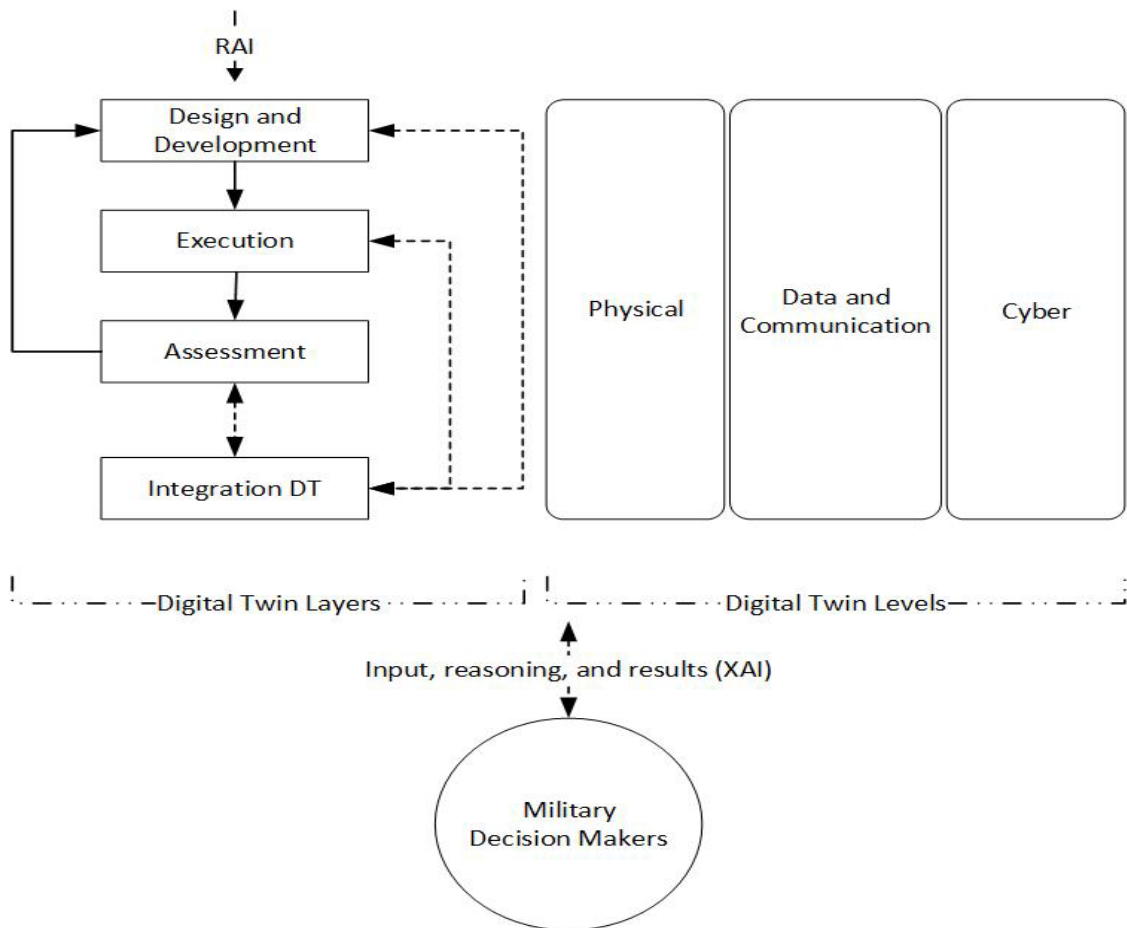 RAI
Design and
Development
Execution
Assessment
Integration DT
Physical
Data and
Communication
Cyber
Digital Twin Layers
Digital Twin Levels
Input, reasoning, and results (XAI)
Military
Decision Makers